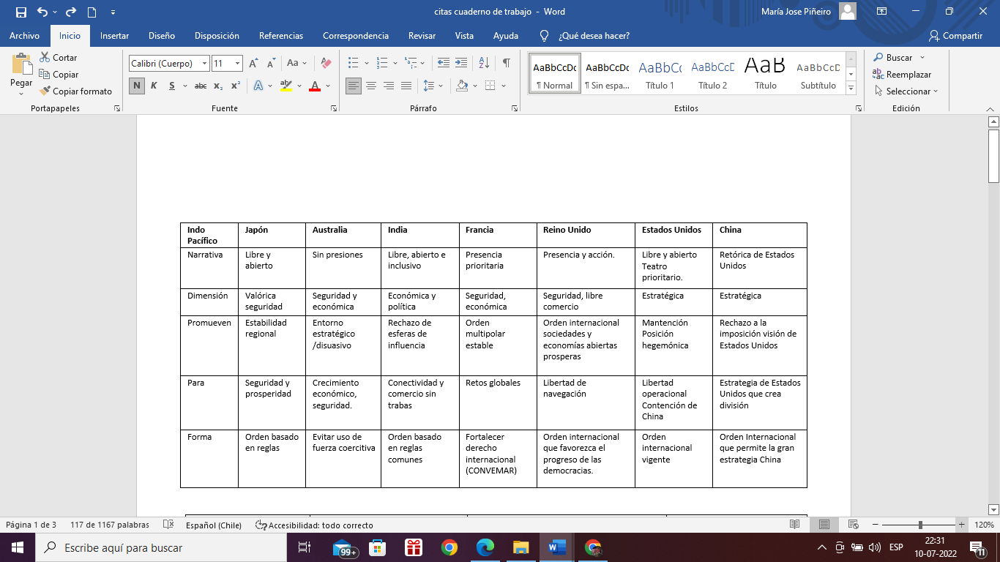 citas cuaderno de trabajo - Word
María Jose Piñeiro
Archivo Inicio Insertar Diseño Disposición Referencias Correspondencia Revisar Vista Ayuda ¿Qué desea hacer? Compartir
Pegar
Cortar
Copiar
Copiar formato
Portapapeles
Calibri (Cuerpo) 11 A A Aa A
N K S abc x₂ x² A aby A
Fuente
Párrafo
AaBbCcDc AaBbCcDc AaBbCc AaBbCcD AaB AaBbCcD
¶ Normal ¶ Sin espa... Título 1 Título 2 Título Subtítulo
Estilos
Buscar
Reemplazar
Seleccionar
Edición
Indo
Pacífico
Japón
Australia
India
Francia
Reino Unido
Estados Unidos
China
Narrativa
Libre y
abierto
Sin presiones
Libre, abierto e
inclusivo
Presencia
prioritaria
Presencia y acción.
Libre y abierto
Teatro
prioritario.
Retórica de Estados
Unidos
Dimensión
Valórica
seguridad
Seguridad y
económica
Económica y
política
Seguridad,
económica
Seguridad, libre
comercio
Estratégica
Estratégica
Promueven
Estabilidad
regional
Entorno
estratégico
/disuasivo
Rechazo de
esferas de
influencia
Orden
multipolar
estable
Orden internacional
sociedades y
economías abiertas
prosperas
Mantención
Posición
hegemónica
Rechazo a la
imposición visión de
Estados Unidos
Para
Seguridad y
prosperidad
Crecimiento
económico,
seguridad.
Conectividad y
comercio sin
trabas
Retos globales
Libertad de
navegación
Libertad
operacional
Contención de
China
Estrategia de Estados
Unidos que crea
división
Forma
Orden basado
en reglas
Evitar uso de
fuerza coercitiva
Orden basado
en reglas
comunes
Fortalecer
derecho
internacional
(CONVEMAR)
Orden internacional
que favorezca el
progreso de las
democracias.
Orden
internacional
vigente
Orden Internacional
que permite la gran
estrategia China
Página 1 de 3 117 de 1167 palabras Español (Chile) Accesibilidad: todo correcto 120%
Escribe aquí para buscar
99+
ESP
22:31
10-07-2022
11